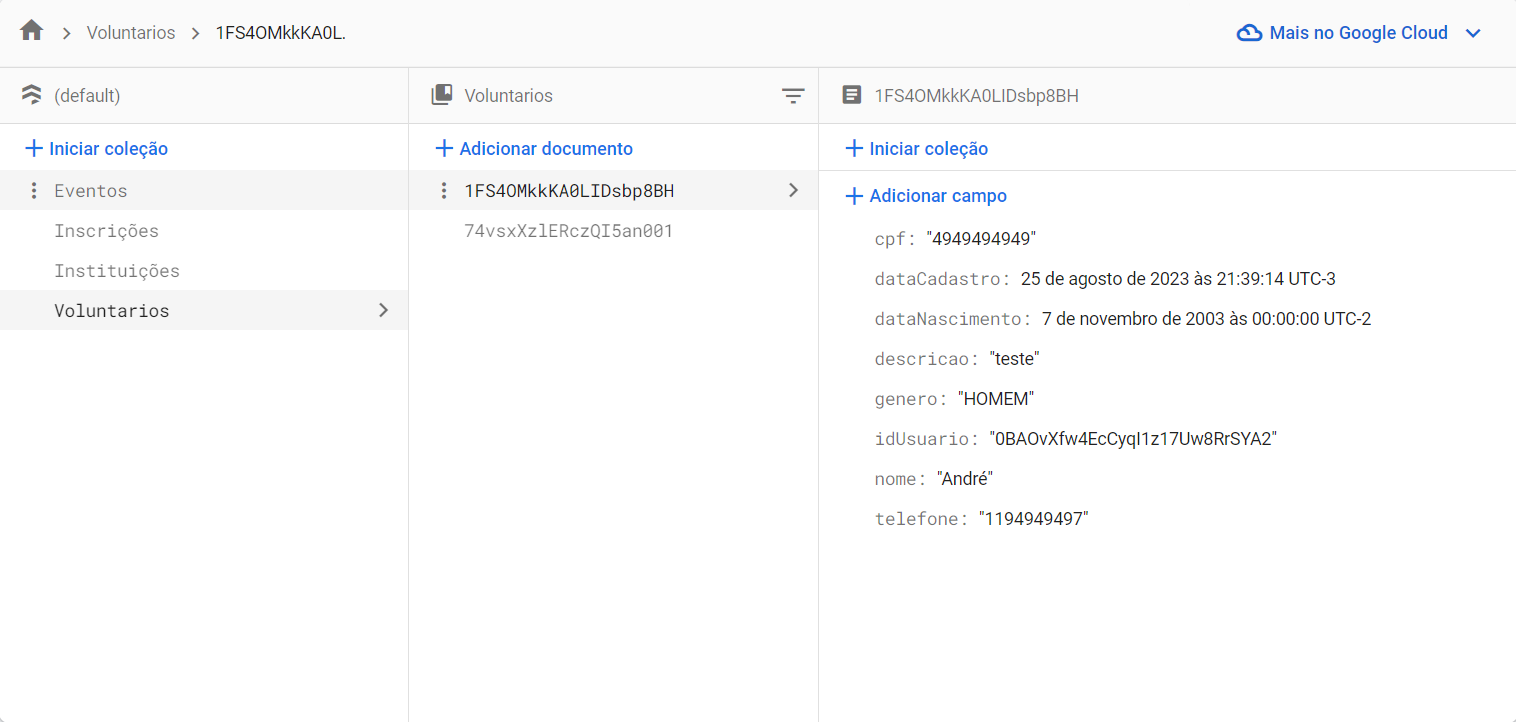 Voluntarios
1FS4OMkkKA0L.
Mais no Google Cloud
(default)
Voluntarios
1FS4OMkkKA0LIDsbp8BH
Iniciar coleção
Adicionar documento
Iniciar coleção
Eventos
Inscrições
Instituições
Voluntarios
1FS4OMkkKA0LIDsbp8BH
74vsxXzlERczQI5an001
Adicionar campo
cpf: "4949494949"
dataCadastro: 25 de agosto de 2023 às 21:39:14 UTC-3
dataNascimento: 7 de novembro de 2003 às 00:00:00 UTC-2
descricao: "teste"
genero: "HOMEM"
idUsuario: "0BAOvXfw4EcCyqI1z17Uw8RrSYA2"
nome: "André"
telefone: "1194949497"